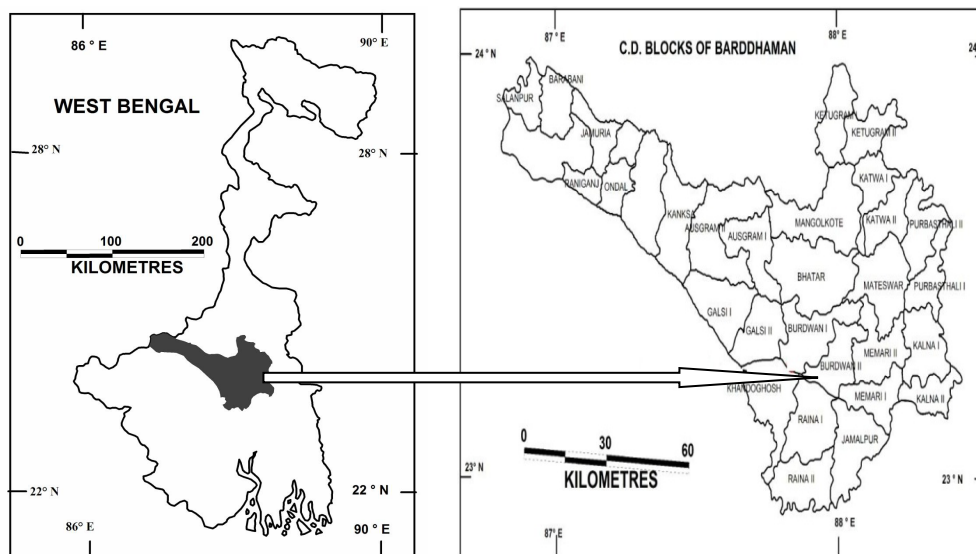 86 ° E
90° E
WEST BENGAL
28° N
28° N
0 100 200
KILOMETRES
22° N
22 ° N
86° E
90 ° E
87 ° E
88 ° E
24 ° N
24
C.D. BLOCKS OF BARDDHAMAN
BARABANI
SALANPUR
JAMURIA
RANIGANJ
ONDAL
KANKSA
AUSGRAM II
AUSGRAM I
KETUGRAM I
KETUGRAM II
KATWA I
MANGOLKOTE
KATWA II
PURBASTHALI II
BHATAR
MATESWAR
PURBASTHALI I
GALSI I
GALSI II
BURDWAN I
MEMARI II
KALNA I
BURDWAN II
KHANDOGHOSH
MEMARI I
KALNA II
RAINA I
JAMALPUR
RAINA II
0 30 60
KILOMETRES
23 ° N
23 ° N
87 ° E
88 ° E